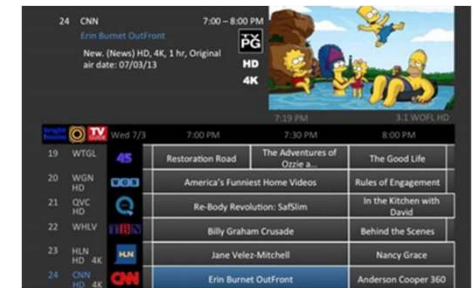 24 CNN 7:00 – 8:00 PM
Erin Burnet OutFront
TV
PG
New. (News) HD, 4K, 1 hr, Original
air date: 07/03/13
HD
4K
7:19 PM 3.1 WOFL HD
bright house TV Wed 7/3 7:00 PM 7:30 PM 8:00 PM
19 WTGL 45 Restoration Road The Adventures of Ozzie a... The Good Life
20 WGN HD WGN America's Funniest Home Videos Rules of Engagement
21 QVC HD Q Re-Body Revolution: SafSlim In the Kitchen with David
22 WHLV TBN Billy Graham Crusade Behind the Scenes
23 HLN HD 4K HLN Jane Velez-Mitchell Nancy Grace
24 CNN HD 4K CNN Erin Burnet OutFront Anderson Cooper 360